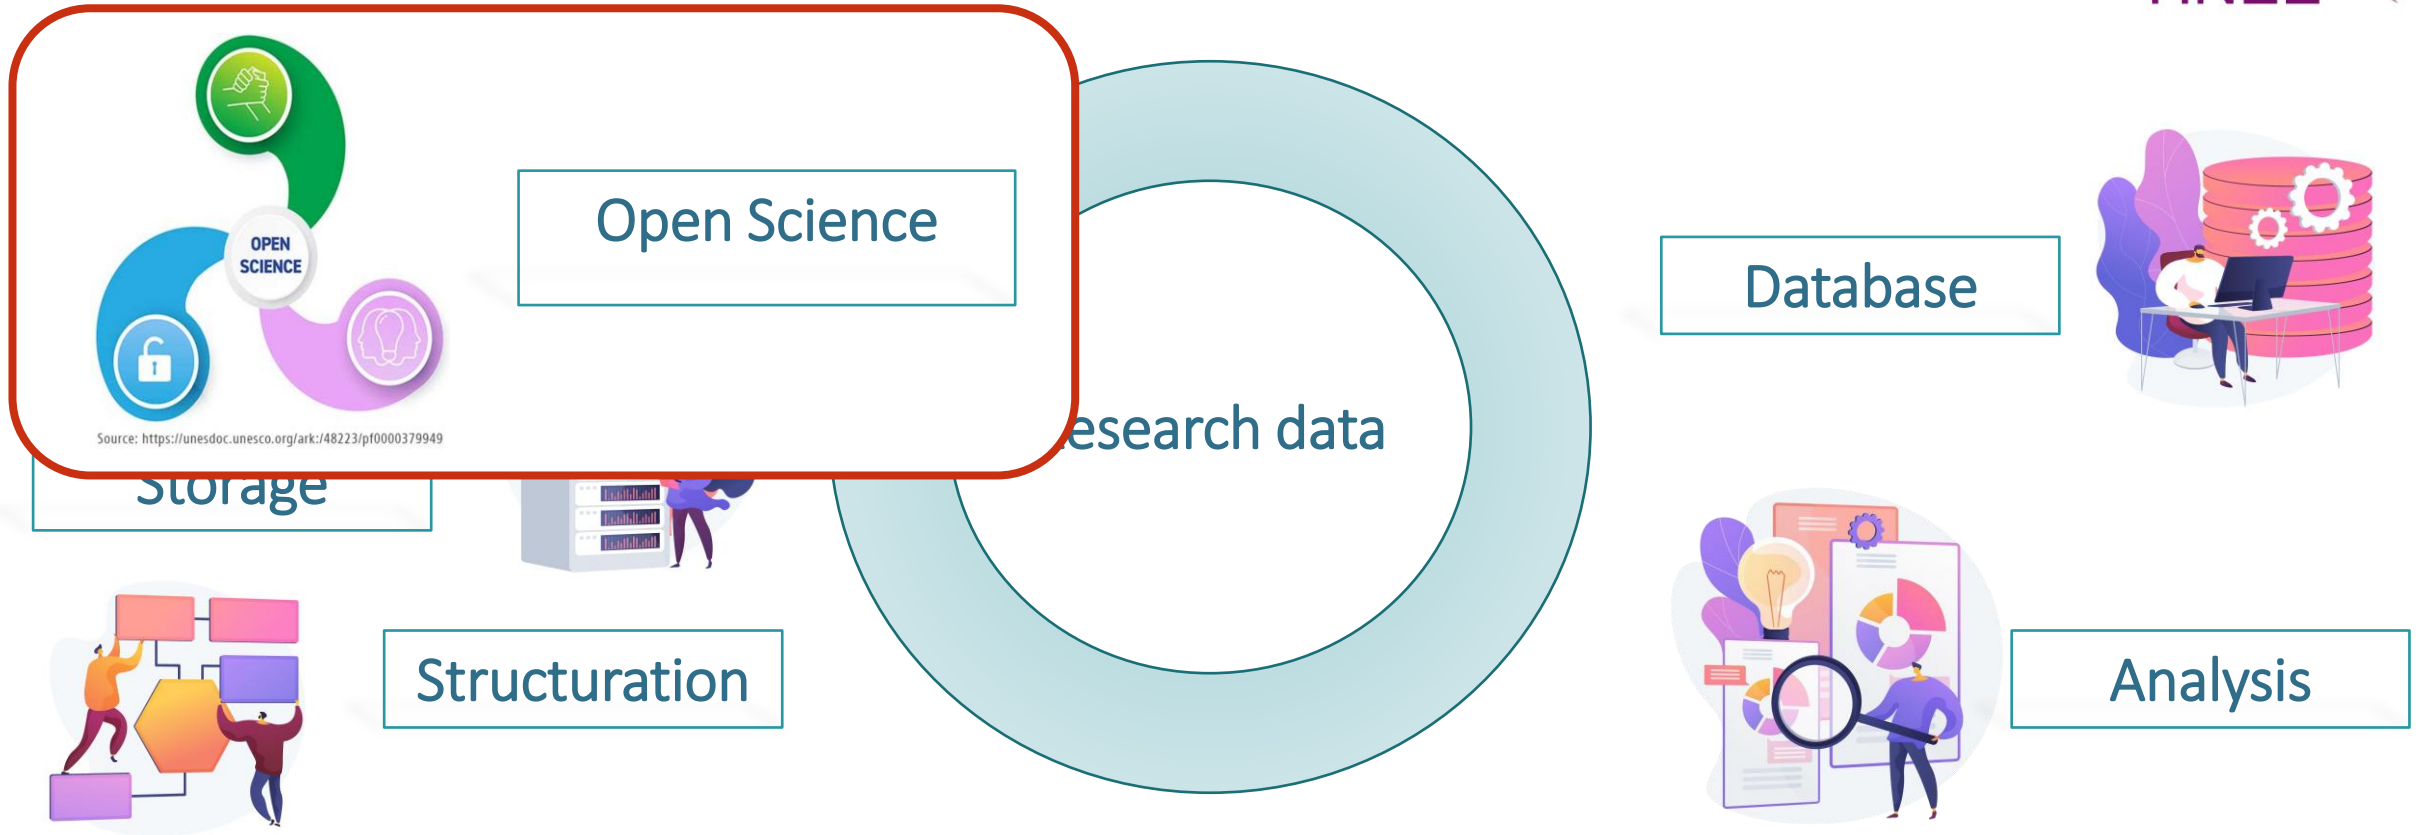 OPEN
SCIENCE
Open Science
Source: https://unesdoc.unesco.org/ark:/48223/pf0000379949
Database
esearch data
Storage
Structuration
Analysis